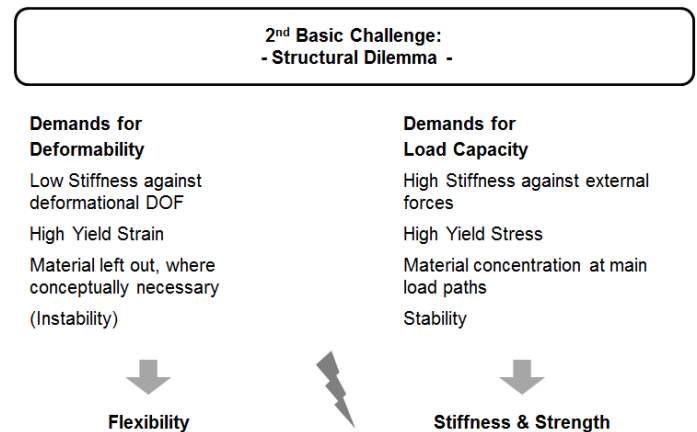 2nd Basic Challenge:
- Structural Dilemma -
Demands for
Deformability
Low Stiffness against
deformational DOF
High Yield Strain
Material left out, where
conceptually necessary
(Instability)
Flexibility
Demands for
Load Capacity
High Stiffness against external
forces
High Yield Stress
Material concentration at main
load paths
Stability
Stiffness & Strength